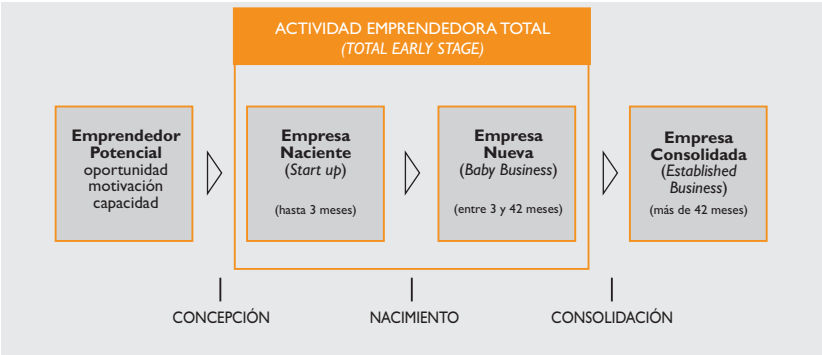 ACTIVIDAD EMPRENDEDORA TOTAL
(TOTAL EARLY STAGE)
Emprendedor
Potencial
oportunidad
motivación
capacidad
Empresa
Naciente
(Start up)
(hasta 3 meses)
Empresa
Nueva
(Baby Business)
(entre 3 y 42 meses)
Empresa
Consolidada
(Established
Business)
(más de 42 meses)
CONCEPCIÓN
NACIMIENTO
CONSOLIDACIÓN